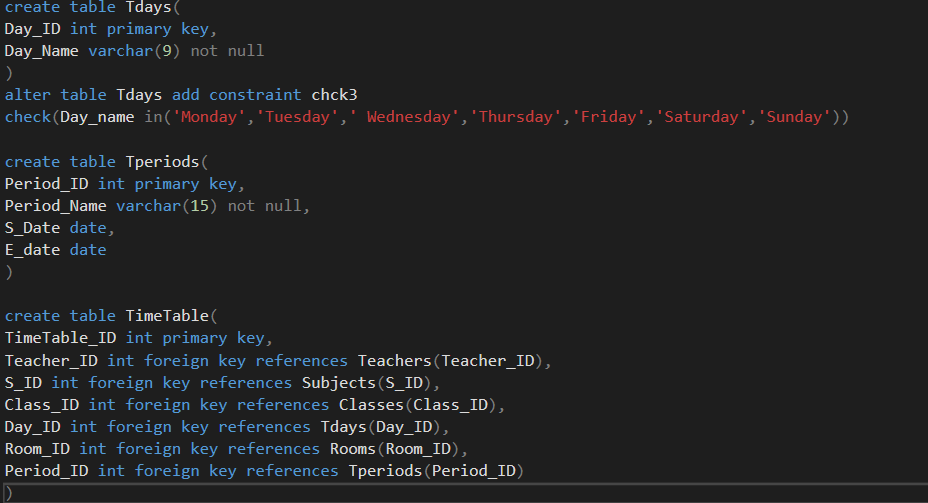 create table Tdays(
Day_ID int primary key,
Day_Name varchar(9) not null
)
alter table Tdays add constraint chck3
check(Day_name in('Monday','Tuesday',' Wednesday','Thursday','Friday','Saturday','Sunday'))
create table Tperiods(
Period_ID int primary key,
Period_Name varchar(15) not null,
S_Date date,
E_date date
)
create table TimeTable(
TimeTable_ID int primary key,
Teacher_ID int foreign key references Teachers(Teacher_ID),
S_ID int foreign key references Subjects(S_ID),
Class_ID int foreign key references Classes(Class_ID),
Day_ID int foreign key references Tdays(Day_ID),
Room_ID int foreign key references Rooms(Room_ID),
Period_ID int foreign key references Tperiods(Period_ID)
)